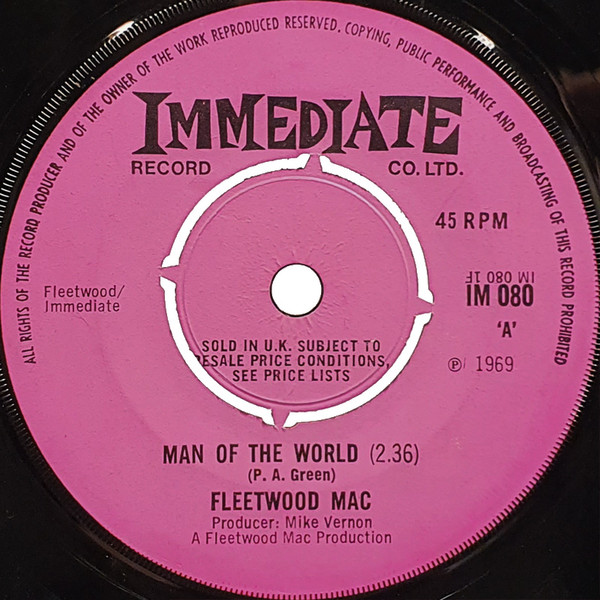 ALL RIGHTS OF THE RECORD PRODUCER AND OF THE OWNER OF THE WORK REPRODUCED RESERVED. COPYING, PUBLIC PERFORMANCE AND BROADCASTING OF THIS RECORD PROHIBITED
IMMEDIATE
RECORD CO. LTD.
45 RPM
Fleetwood/
Immediate
IM 080 1F
IM 080
'A'
SOLD IN U.K. SUBJECT TO
RESALE PRICE CONDITIONS,
SEE PRICE LISTS
℗ 1969
MAN OF THE WORLD (2.36)
(P. A. Green)
FLEETWOOD MAC
Producer: Mike Vernon
A Fleetwood Mac Production